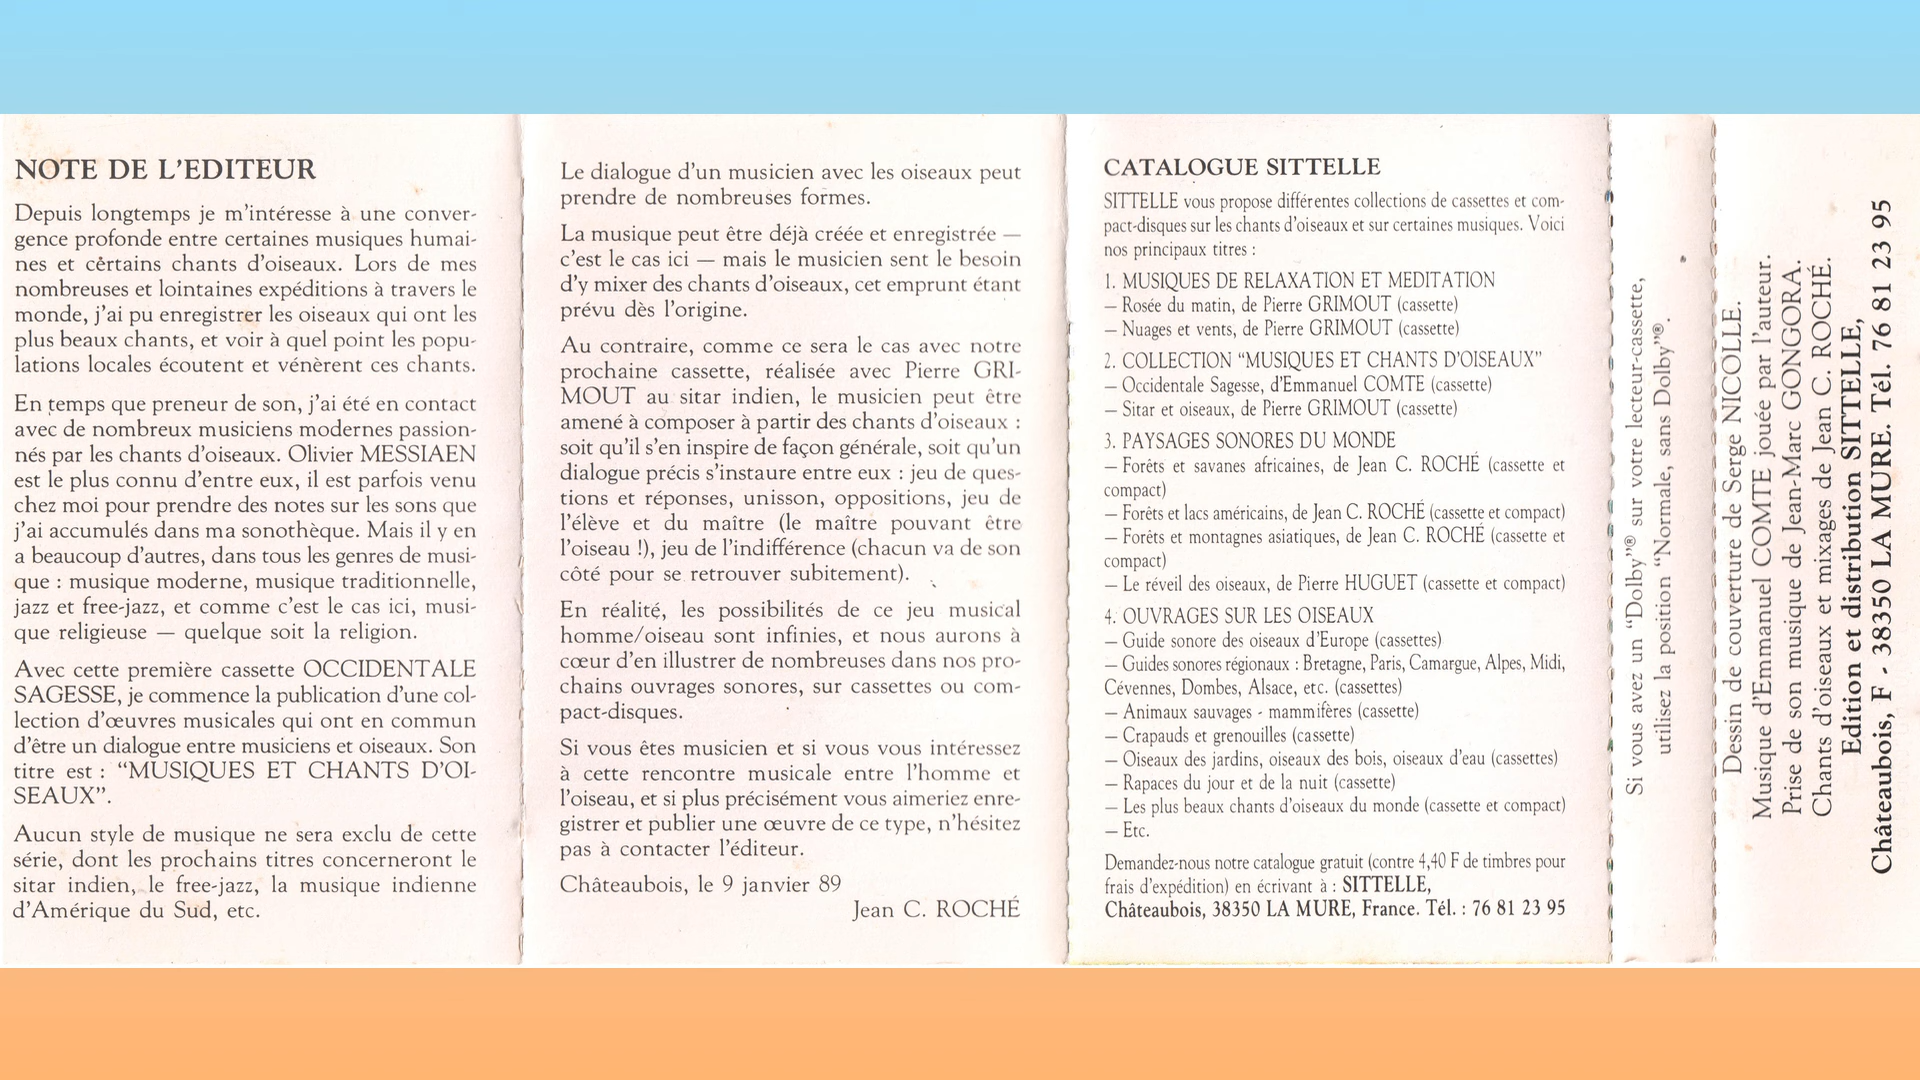 NOTE DE L'EDITEUR
Depuis longtemps je m'intéresse à une conver-
gence profonde entre certaines musiques humai-
nes et certains chants d'oiseaux. Lors de mes
nombreuses et lointaines expéditions à travers le
monde, j'ai pu enregistrer les oiseaux qui ont les
plus beaux chants, et voir à quel point les popu-
lations locales écoutent et vénèrent ces chants.
En temps que preneur de son, j'ai été en contact
avec de nombreux musiciens modernes passion-
nés par les chants d'oiseaux. Olivier MESSIAEN
est le plus connu d'entre eux, il est parfois venu
chez moi pour prendre des notes sur les sons que
j'ai accumulés dans ma sonothèque. Mais il y en
a beaucoup d'autres, dans tous les genres de musi-
que : musique moderne, musique traditionnelle,
jazz et free-jazz, et comme c'est le cas ici, musi-
que religieuse — quelque soit la religion.
Avec cette première cassette OCCIDENTALE
SAGESSE, je commence la publication d'une col-
lection d'œuvres musicales qui ont en commun
d'être un dialogue entre musiciens et oiseaux. Son
titre est : “MUSIQUES ET CHANTS D'OI-
SEAUX”.
Aucun style de musique ne sera exclu de cette
série, dont les prochains titres concerneront le
sitar indien, le free-jazz, la musique indienne
d'Amérique du Sud, etc.
Le dialogue d'un musicien avec les oiseaux peut
prendre de nombreuses formes.
La musique peut être déjà créée et enregistrée —
c'est le cas ici — mais le musicien sent le besoin
d'y mixer des chants d'oiseaux, cet emprunt étant
prévu dès l'origine.
Au contraire, comme ce sera le cas avec notre
prochaine cassette, réalisée avec Pierre GRI-
MOUT au sitar indien, le musicien peut être
amené à composer à partir des chants d'oiseaux :
soit qu'il s'en inspire de façon générale, soit qu'un
dialogue précis s'instaure entre eux : jeu de ques-
tions et réponses, unisson, oppositions, jeu de
l'élève et du maître (le maître pouvant être
l'oiseau !), jeu de l'indifférence (chacun va de son
côté pour se retrouver subitement).
En réalité, les possibilités de ce jeu musical
homme/oiseau sont infinies, et nous aurons à
cœur d'en illustrer de nombreuses dans nos pro-
chains ouvrages sonores, sur cassettes ou com-
pact-disques.
Si vous êtes musicien et si vous vous intéressez
à cette rencontre musicale entre l'homme et
l'oiseau, et si plus précisément vous aimeriez enre-
gistrer et publier une œuvre de ce type, n'hésitez
pas à contacter l'éditeur.
Châteaubois, le 9 janvier 89
Jean C. ROCHÉ
CATALOGUE SITTELLE
SITTELLE vous propose différentes collections de cassettes et com-
pact-disques sur les chants d'oiseaux et sur certaines musiques. Voici
nos principaux titres :
1. MUSIQUES DE RELAXATION ET MEDITATION
— Rosée du matin, de Pierre GRIMOUT (cassette)
— Nuages et vents, de Pierre GRIMOUT (cassette)
2. COLLECTION “MUSIQUES ET CHANTS D'OISEAUX”
— Occidentale Sagesse, d'Emmanuel COMTE (cassette)
— Sitar et oiseaux, de Pierre GRIMOUT (cassette)
3. PAYSAGES SONORES DU MONDE
— Forêts et savanes africaines, de Jean C. ROCHÉ (cassette et
compact)
— Forêts et lacs américains, de Jean C. ROCHÉ (cassette et compact)
— Forêts et montagnes asiatiques, de Jean C. ROCHÉ (cassette et
compact)
— Le réveil des oiseaux, de Pierre HUGUET (cassette et compact)
4. OUVRAGES SUR LES OISEAUX
— Guide sonore des oiseaux d'Europe (cassettes)
— Guides sonores régionaux : Bretagne, Paris, Camargue, Alpes, Midi,
Cévennes, Dombes, Alsace, etc. (cassettes)
— Animaux sauvages - mammifères (cassette)
— Crapauds et grenouilles (cassette)
— Oiseaux des jardins, oiseaux des bois, oiseaux d'eau (cassettes)
— Rapaces du jour et de la nuit (cassette)
— Les plus beaux chants d'oiseaux du monde (cassette et compact)
— Etc.
Demandez-nous notre catalogue gratuit (contre 4,40 F de timbres pour
frais d'expédition) en écrivant à : SITTELLE,
Châteaubois, 38350 LA MURE, France. Tél. : 76 81 23 95
Si vous avez un “Dolby”® sur votre lecteur-cassette,
utilisez la position “Normale, sans Dolby”®.
Dessin de couverture de Serge NICOLLE.
Musique d'Emmanuel COMTE jouée par l'auteur.
Prise de son musique de Jean-Marc GONGORA.
Chants d'oiseaux et mixages de Jean C. ROCHÉ.
Edition et distribution SITTELLE,
Châteaubois, F - 38350 LA MURE. Tél. 76 81 23 95